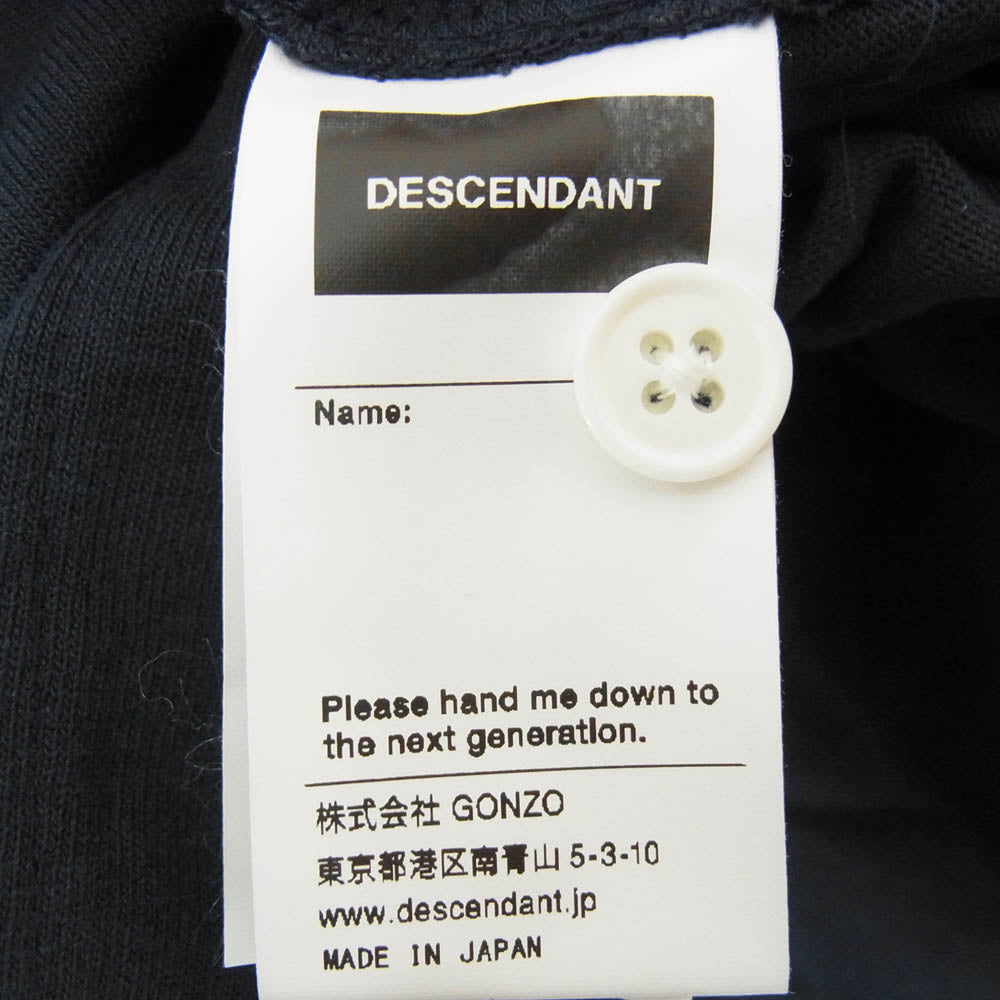 DESCENDANT
Name:
Please hand me down to
the next generation.
株式会社 GONZO
東京都港区南青山 5-3-10
www.descendant.jp
MADE IN JAPAN